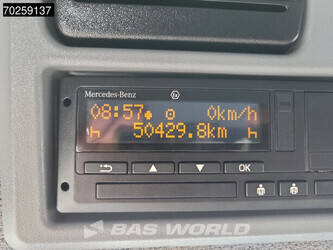 70259137
Mercedes-Benz
08:57 0km/h
50429.8km
OK
BAS WORLD